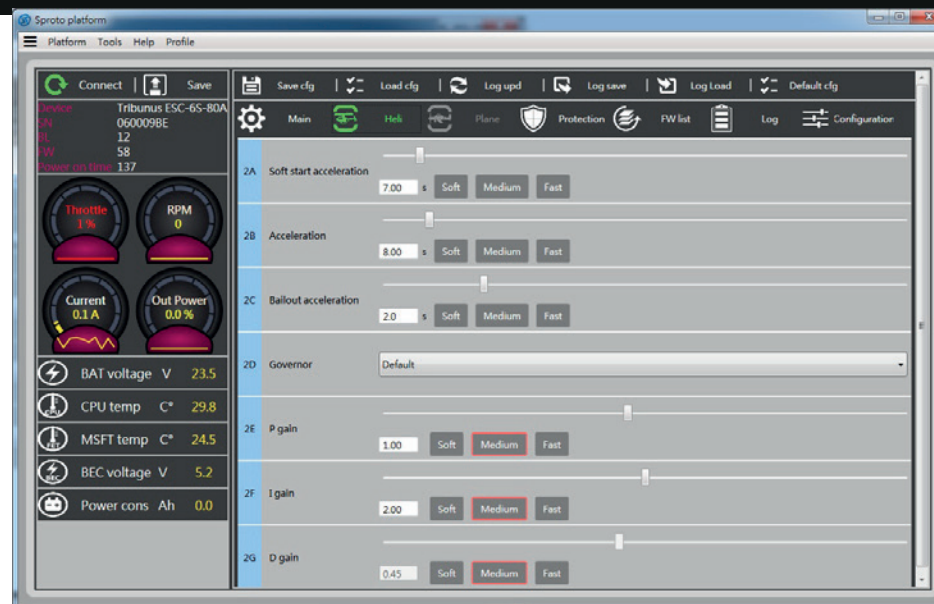 Sproto platform
Platform Tools Help Profile
Connect | Save
Save cfg | Load cfg | Log upd | Log save | Log Load | Default cfg
Device Tribunus ESC-6S-80A
SN 060009BE
BL 12
FW 58
Power on time 137
Main Heli Plane Protection FW list Log Configuration
Throttle
1 %
RPM
0
Current
0.1 A
Out Power
0.0 %
BAT voltage V 23.5
CPU temp C° 29.8
MSFT temp C° 24.5
BEC voltage V 5.2
Power cons Ah 0.0
2A Soft start acceleration
7.00 s Soft Medium Fast
2B Acceleration
8.00 s Soft Medium Fast
2C Bailout acceleration
2.0 s Soft Medium Fast
2D Governor Default
2E P gain
1.00 Soft Medium Fast
2F I gain
2.00 Soft Medium Fast
2G D gain
0.45 Soft Medium Fast